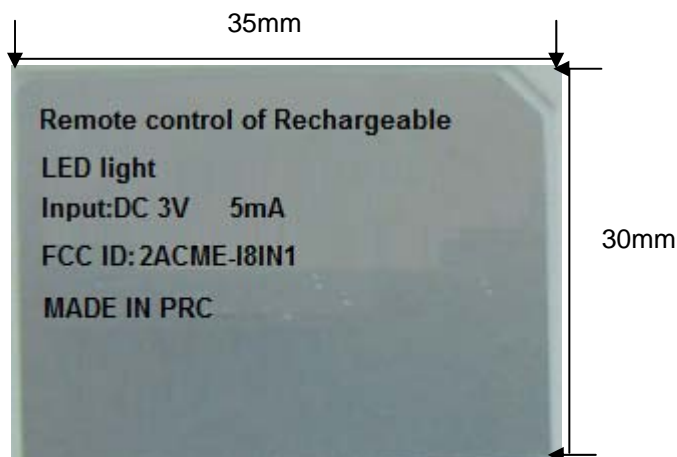 35mm
Remote control of Rechargeable
LED light
Input:DC 3V 5mA
FCC ID: 2ACME-I8IN1
MADE IN PRC
30mm